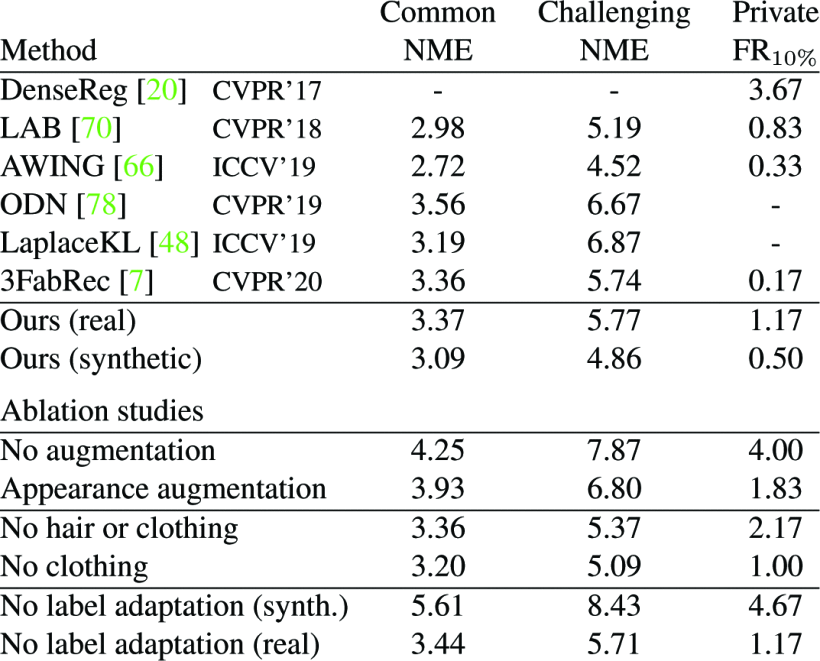 Common Challenging Private
Method NME NME FR10%
DenseReg [20] CVPR'17 - - 3.67
LAB [70] CVPR'18 2.98 5.19 0.83
AWING [66] ICCV'19 2.72 4.52 0.33
ODN [78] CVPR'19 3.56 6.67 -
LaplaceKL [48] ICCV'19 3.19 6.87 -
3FabRec [7] CVPR'20 3.36 5.74 0.17
Ours (real) 3.37 5.77 1.17
Ours (synthetic) 3.09 4.86 0.50
Ablation studies
No augmentation 4.25 7.87 4.00
Appearance augmentation 3.93 6.80 1.83
No hair or clothing 3.36 5.37 2.17
No clothing 3.20 5.09 1.00
No label adaptation (synth.) 5.61 8.43 4.67
No label adaptation (real) 3.44 5.71 1.17